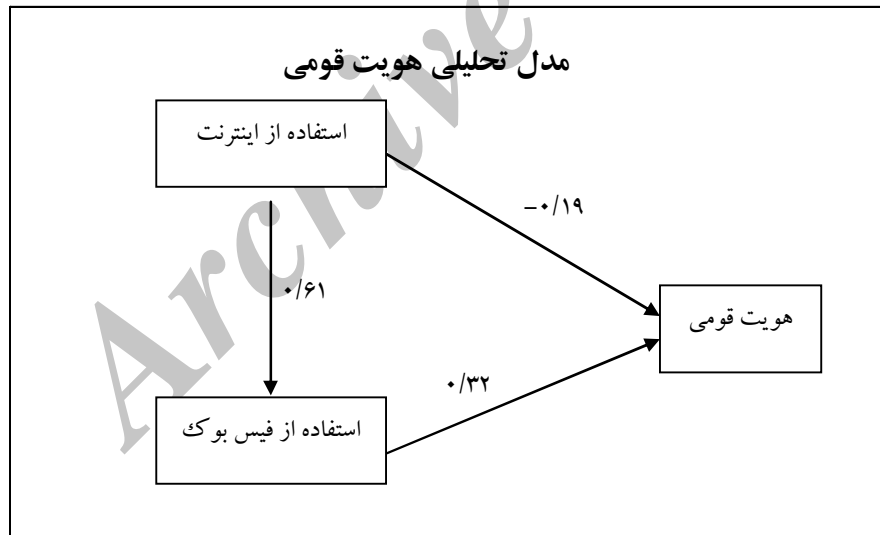 مدل تحلیلی هویت قومی
استفاده از اینترنت
-۰/۱۹
۰/۶۱
هویت قومی
۰/۳۲
استفاده از فیس بوک
Archive